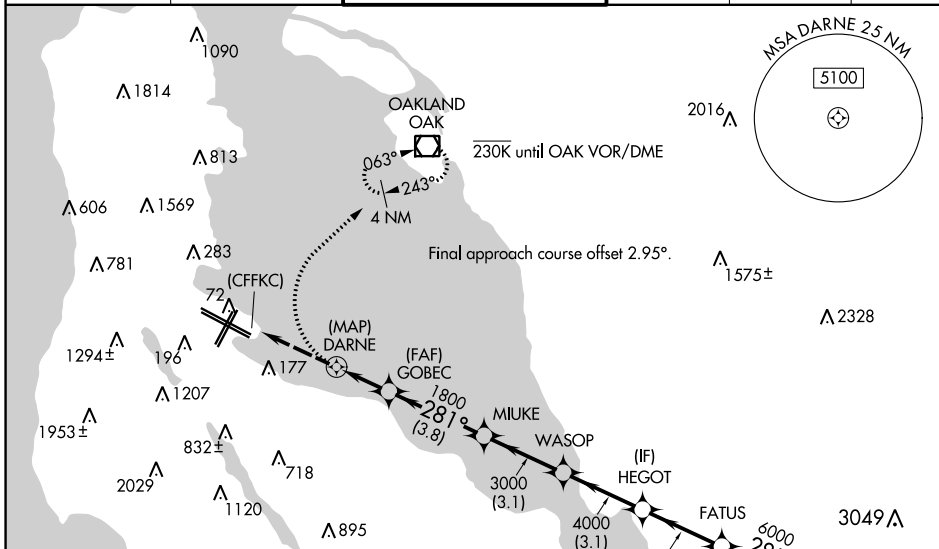 1090
MSA DARNE 25 NM
5100
1814
OAKLAND
OAK
2016
230K until OAK VOR/DME
813
063°
243°
4 NM
606
1569
Final approach course offset 2.95°.
283
781
1575±
(CFFKC)
72
2328
(MAP)
DARNE
1294±
196
177
(FAF)
GOBEC
1207
1800
281°
(3.8)
MIUKE
1953±
832±
WASOP
718
3000
(3.1)
(IF)
HEGOT
2029
1120
4000
(3.1)
FATUS
895
6000
3049